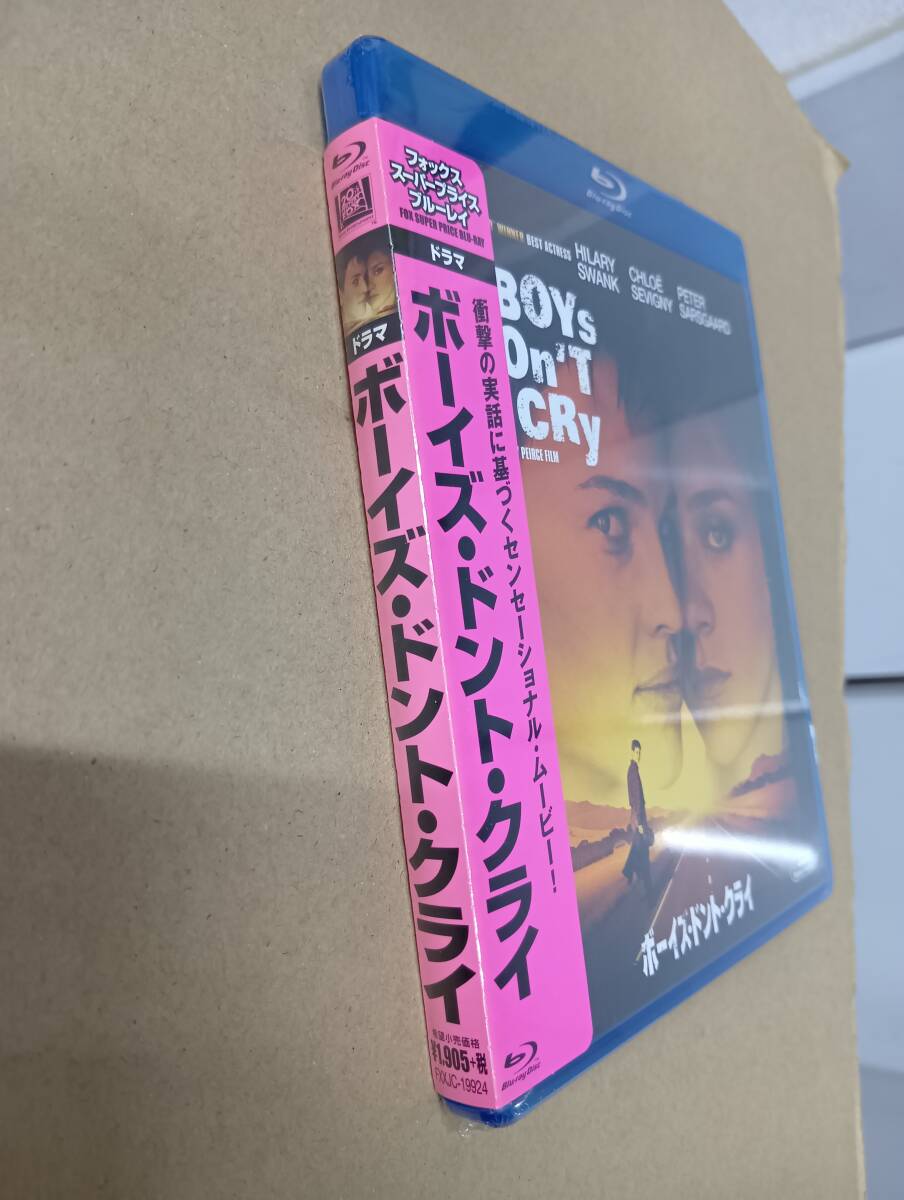 Blu-ray Disc
20th CENTURY FOX
ドラマ
ボーイズ・ドント・クライ
希望小売価格
¥1,905+税
FXXJC-19924
フォックス
スーパープライス
ブルーレイ
FOX SUPER PRICE BLU-RAY
ドラマ
ボーイズ・ドント・クライ
衝撃の実話に基づくセンセーショナル・ムービー!
Blu-ray Disc
Blu-ray Disc
WINNER BEST ACTRESS
HILARY
SWANK
CHLOË
SEVIGNY
PETER
SARSGAARD
BOYs
On'T
CRy
PEIRCE FILM
ボーイズ・ドント・クライ